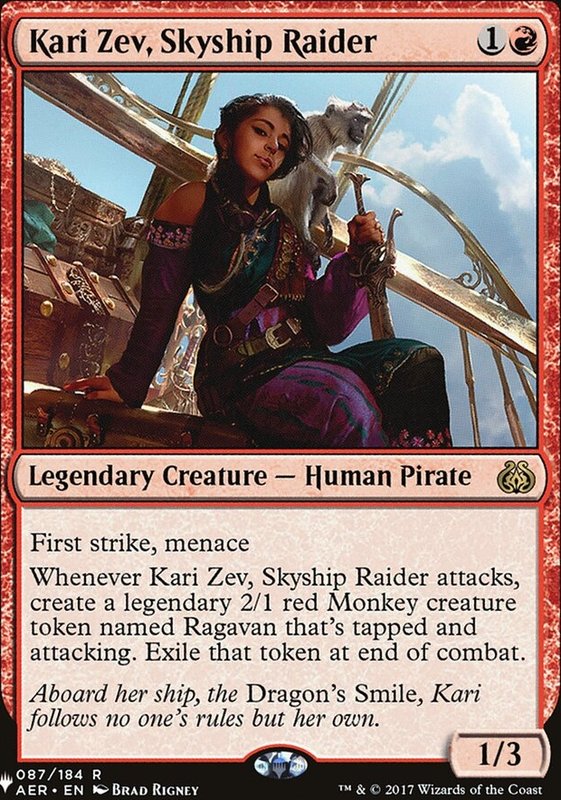 Kari Zev, Skyship Raider
1
Legendary Creature — Human Pirate
First strike, menace
Whenever Kari Zev, Skyship Raider attacks,
create a legendary 2/1 red Monkey creature
token named Ragavan that's tapped and
attacking. Exile that token at end of combat.
Aboard her ship, the Dragon's Smile, Kari
follows no one's rules but her own.
1/3
087/184 R
AER • EN BRAD RIGNEY
™ & © 2017 Wizards of the Coast